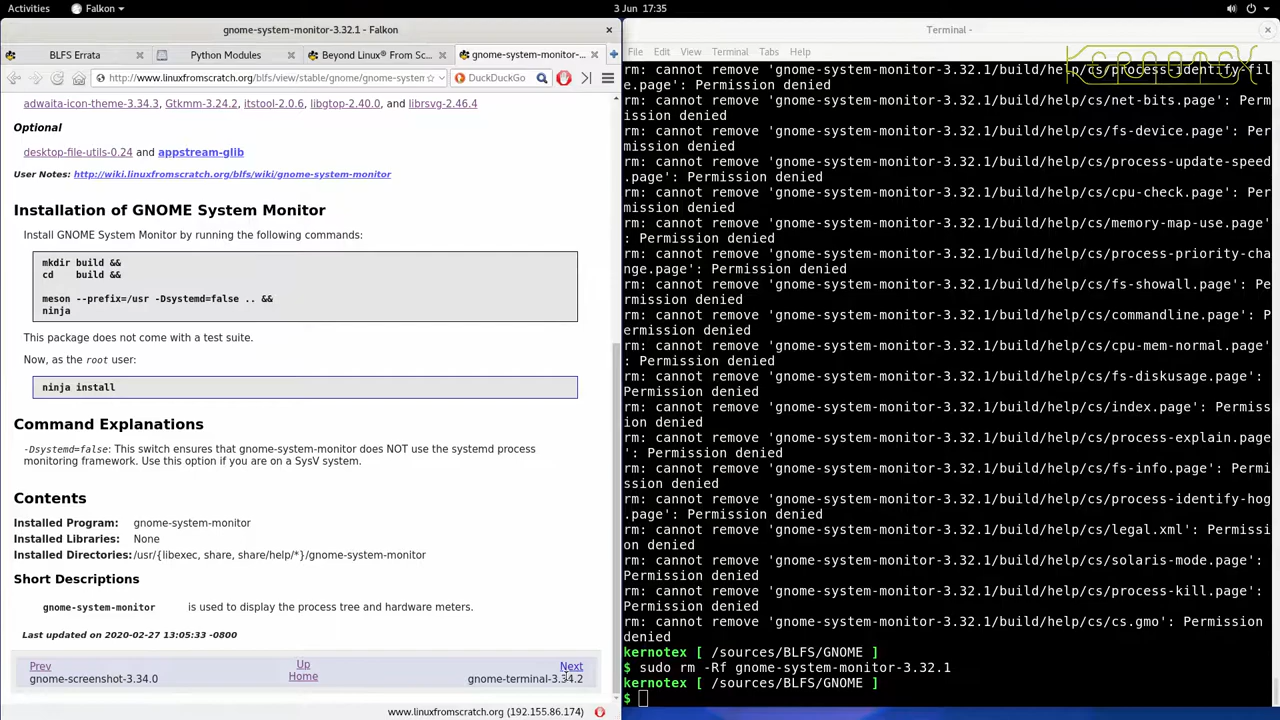 Activities Falkon 3 Jun 17:35
gnome-system-monitor-3.32.1 - Falkon
BLFS Errata Python Modules Beyond Linux® From Sc... gnome-system-monitor-...
http://www.linuxfromscratch.org/blfs/view/stable/gnome/gnome-system DuckDuckGo
adwaita-icon-theme-3.34.3, Gtkmm-3.24.2, itstool-2.0.6, libgtop-2.40.0, and librsvg-2.46.4
Optional
desktop-file-utils-0.24 and appstream-glib
User Notes: http://wiki.linuxfromscratch.org/blfs/wiki/gnome-system-monitor
Installation of GNOME System Monitor
Install GNOME System Monitor by running the following commands:
mkdir build &&
cd    build &&
meson --prefix=/usr -Dsystemd=false .. &&
ninja
This package does not come with a test suite.
Now, as the root user:
ninja install
Command Explanations
-Dsystemd=false: This switch ensures that gnome-system-monitor does NOT use the systemd process
monitoring framework. Use this option if you are on a SysV system.
Contents
Installed Program: gnome-system-monitor
Installed Libraries: None
Installed Directories: /usr/{libexec, share, share/help/*}/gnome-system-monitor
Short Descriptions
gnome-system-monitor is used to display the process tree and hardware meters.
Last updated on 2020-02-27 13:05:33 -0800
Prev Up Next
gnome-screenshot-3.34.0 Home gnome-terminal-3.34.2
www.linuxfromscratch.org (192.155.86.174)
Terminal -
File Edit View Terminal Tabs Help
rm: cannot remove 'gnome-system-monitor-3.32.1/build/help/cs/process-identify-fil
e.page': Permission denied
rm: cannot remove 'gnome-system-monitor-3.32.1/build/help/cs/net-bits.page': Perm
ission denied
rm: cannot remove 'gnome-system-monitor-3.32.1/build/help/cs/fs-device.page': Per
mission denied
rm: cannot remove 'gnome-system-monitor-3.32.1/build/help/cs/process-update-speed
.page': Permission denied
rm: cannot remove 'gnome-system-monitor-3.32.1/build/help/cs/cpu-check.page': Per
mission denied
rm: cannot remove 'gnome-system-monitor-3.32.1/build/help/cs/memory-map-use.page'
: Permission denied
rm: cannot remove 'gnome-system-monitor-3.32.1/build/help/cs/process-priority-cha
nge.page': Permission denied
rm: cannot remove 'gnome-system-monitor-3.32.1/build/help/cs/fs-showall.page': Pe
rmission denied
rm: cannot remove 'gnome-system-monitor-3.32.1/build/help/cs/commandline.page': P
ermission denied
rm: cannot remove 'gnome-system-monitor-3.32.1/build/help/cs/cpu-mem-normal.page'
: Permission denied
rm: cannot remove 'gnome-system-monitor-3.32.1/build/help/cs/fs-diskusage.page':
Permission denied
rm: cannot remove 'gnome-system-monitor-3.32.1/build/help/cs/index.page': Permiss
ion denied
rm: cannot remove 'gnome-system-monitor-3.32.1/build/help/cs/process-explain.page
': Permission denied
rm: cannot remove 'gnome-system-monitor-3.32.1/build/help/cs/fs-info.page': Permi
ssion denied
rm: cannot remove 'gnome-system-monitor-3.32.1/build/help/cs/process-identify-hog
.page': Permission denied
rm: cannot remove 'gnome-system-monitor-3.32.1/build/help/cs/legal.xml': Permissi
on denied
rm: cannot remove 'gnome-system-monitor-3.32.1/build/help/cs/solaris-mode.page':
Permission denied
rm: cannot remove 'gnome-system-monitor-3.32.1/build/help/cs/process-kill.page':
Permission denied
rm: cannot remove 'gnome-system-monitor-3.32.1/build/help/cs/cs.gmo': Permission
denied
kernotex [ /sources/BLFS/GNOME ]
$ sudo rm -Rf gnome-system-monitor-3.32.1
kernotex [ /sources/BLFS/GNOME ]
$